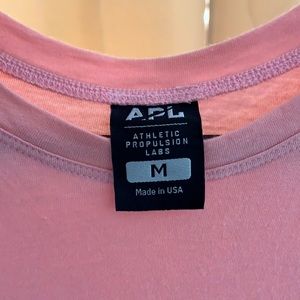 APL
ATHLETIC
PROPULSION
LABS
M
Made in USA